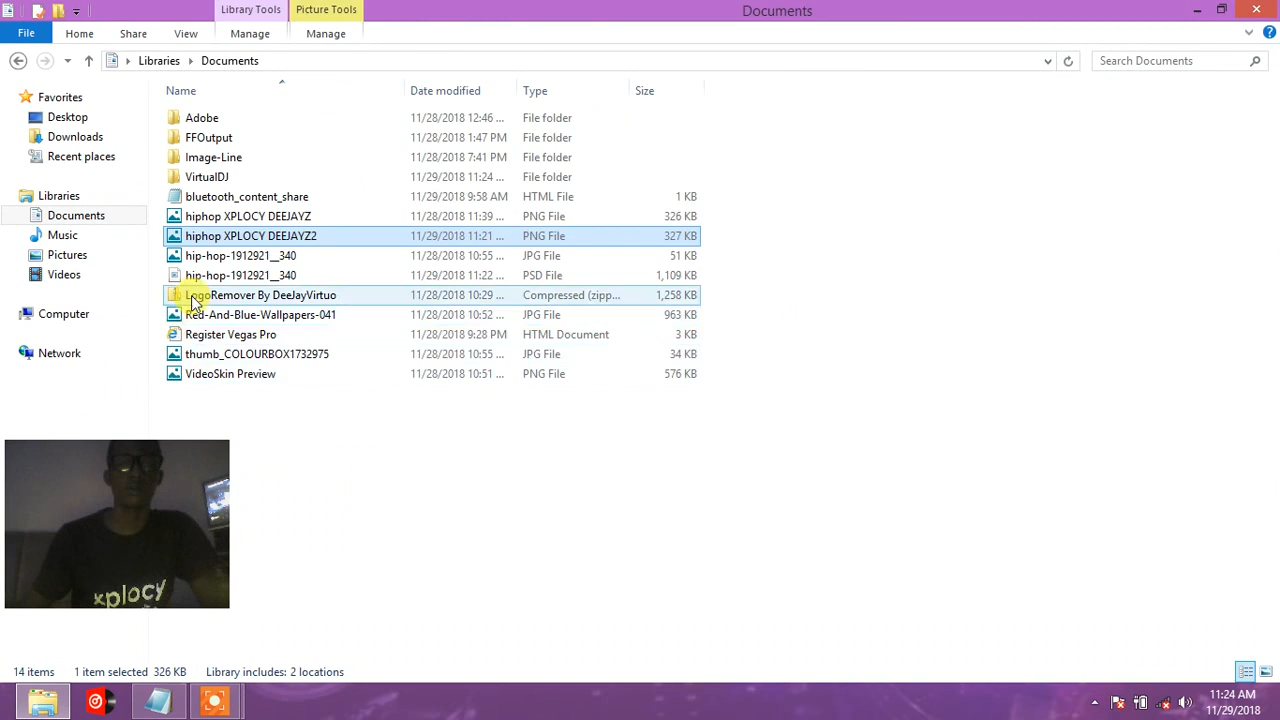 Library Tools
Picture Tools
Documents
File
Home
Share
View
Manage
Manage
Libraries
Documents
Search Documents
Name
Date modified
Type
Size
Favorites
Desktop
Downloads
Recent places
Libraries
Documents
Music
Pictures
Videos
Computer
Network
Adobe 11/28/2018 12:46 ... File folder
FFOutput 11/28/2018 1:47 PM File folder
Image-Line 11/28/2018 7:41 PM File folder
VirtualDJ 11/29/2018 11:24 ... File folder
bluetooth_content_share 11/29/2018 9:58 AM HTML File 1 KB
hiphop XPLOCY DEEJAYZ 11/28/2018 11:39 ... PNG File 326 KB
hiphop XPLOCY DEEJAYZ2 11/29/2018 11:21 ... PNG File 327 KB
hip-hop-1912921__340 11/28/2018 10:55 ... JPG File 51 KB
hip-hop-1912921__340 11/29/2018 11:22 ... PSD File 1,109 KB
LogoRemover By DeeJayVirtuo 11/28/2018 10:29 ... Compressed (zipp... 1,258 KB
Red-And-Blue-Wallpapers-041 11/28/2018 10:52 ... JPG File 963 KB
Register Vegas Pro 11/28/2018 9:28 PM HTML Document 3 KB
thumb_COLOURBOX1732975 11/28/2018 10:55 ... JPG File 34 KB
VideoSkin Preview 11/28/2018 10:51 ... PNG File 576 KB
xplocy
14 items 1 item selected 326 KB Library includes: 2 locations
11:24 AM
11/29/2018